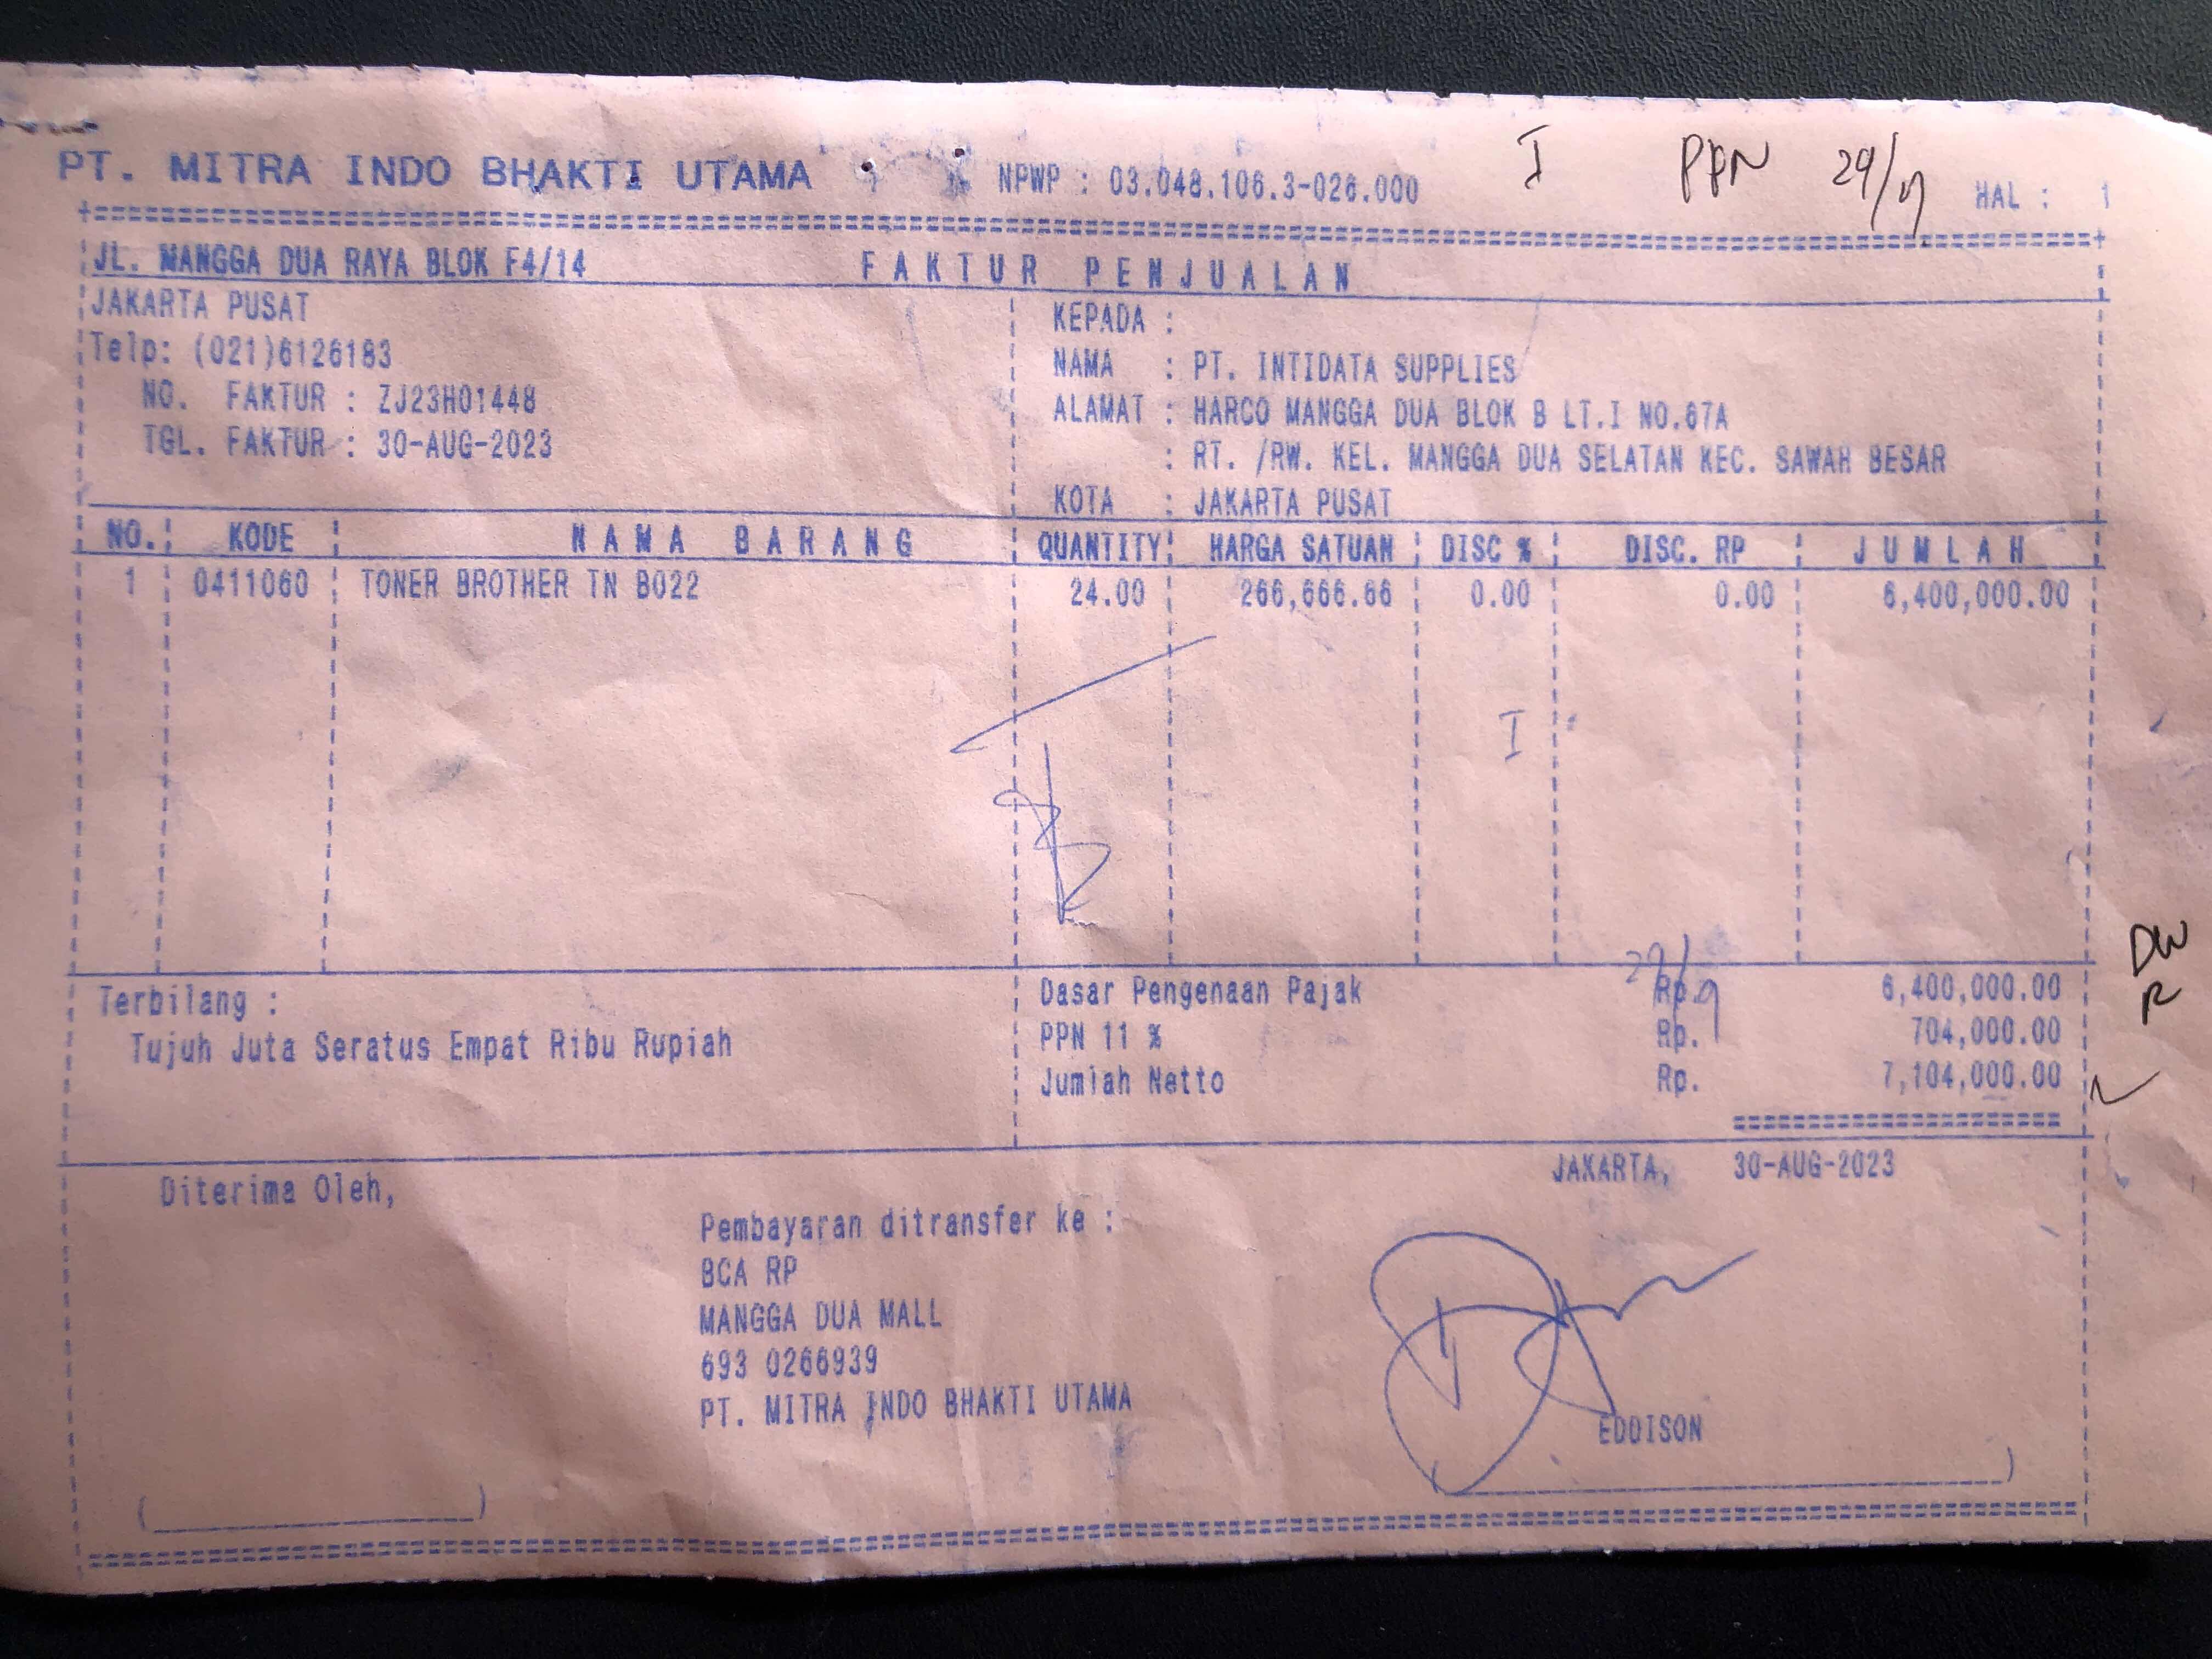 PT. MITRA INDO BHAKTI UTAMA NPWP : 03.048.106.3-026.000 I PPN 29/9 HAL : 1
JL. MANGGA DUA RAYA BLOK F4/14 FAKTUR PENJUALAN
JAKARTA PUSAT
Telp: (021)6126183
NO. FAKTUR : ZJ23H01448
TGL. FAKTUR : 30-AUG-2023
KEPADA :
NAMA : PT. INTIDATA SUPPLIES
ALAMAT : HARCO MANGGA DUA BLOK B LT.I NO.67A
: RT. /RW. KEL. MANGGA DUA SELATAN KEC. SAWAH BESAR
KOTA : JAKARTA PUSAT
NO. KODE NAMA BARANG QUANTITY HARGA SATUAN DISC % DISC. RP JUMLAH
1 0411060 TONER BROTHER TN B022 24.00 266,666.66 0.00 0.00 6,400,000.00
I
29/9
Terbilang :
Tujuh Juta Seratus Empat Ribu Rupiah
Dasar Pengenaan Pajak Rp. 6,400,000.00
PPN 11 % Rp. 704,000.00
Jumlah Netto Rp. 7,104,000.00
JAKARTA, 30-AUG-2023
Diterima Oleh,
Pembayaran ditransfer ke :
BCA RP
MANGGA DUA MALL
693 0266939
PT. MITRA INDO BHAKTI UTAMA
EDDISON